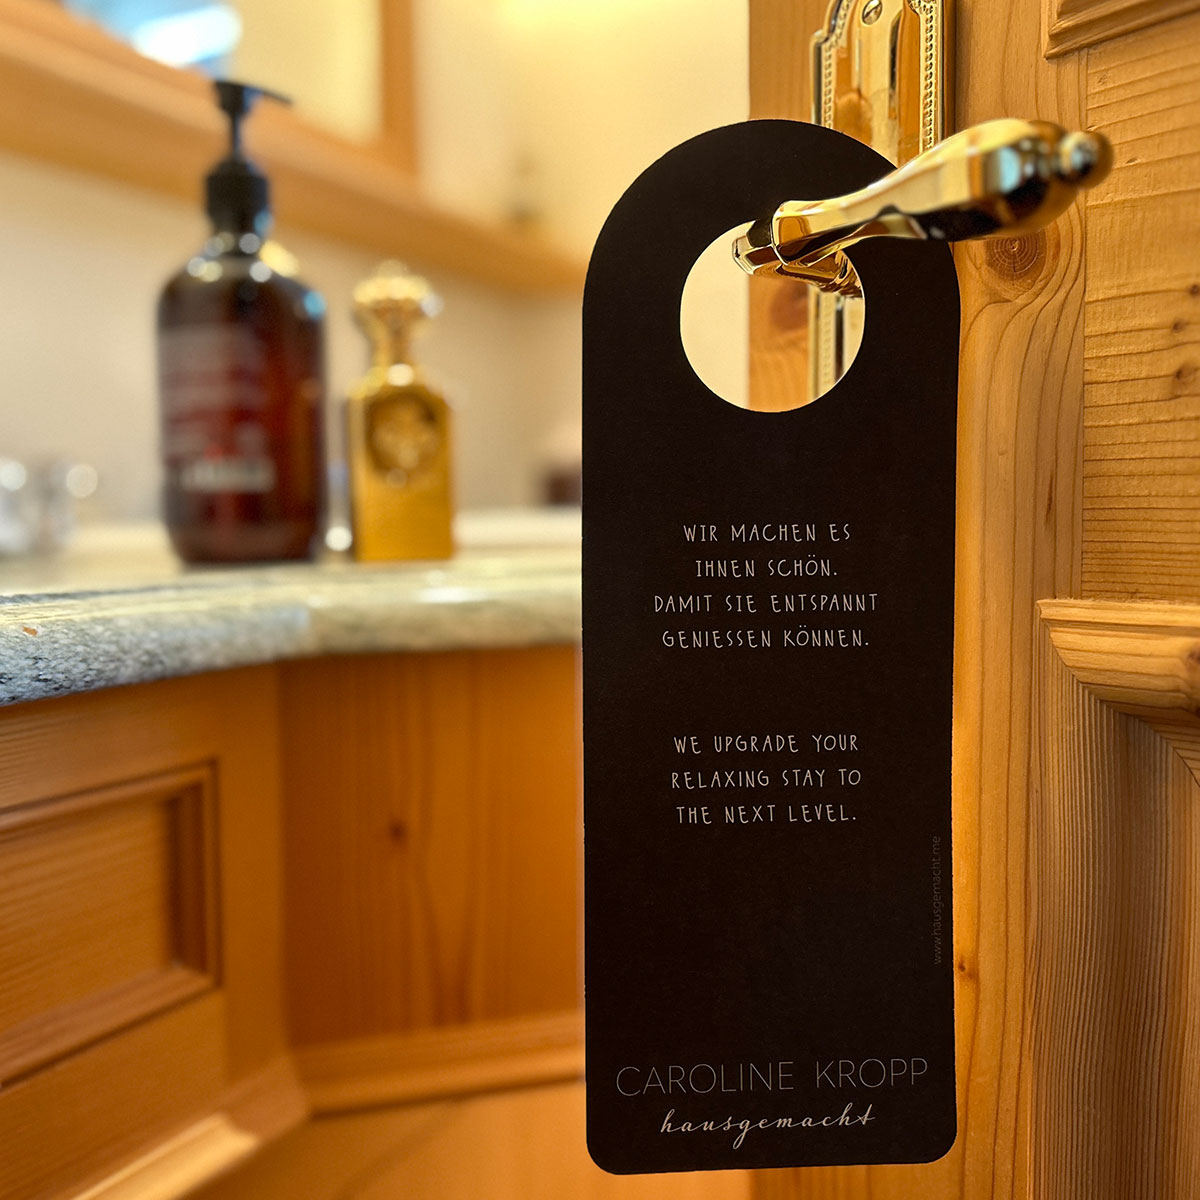 WIR MACHEN ES
IHNEN SCHÖN.
DAMIT SIE ENTSPANNT
GENIESSEN KÖNNEN.
WE UPGRADE YOUR
RELAXING STAY TO
THE NEXT LEVEL.
www.hausgemacht.me
CAROLINE KROPP
hausgemacht